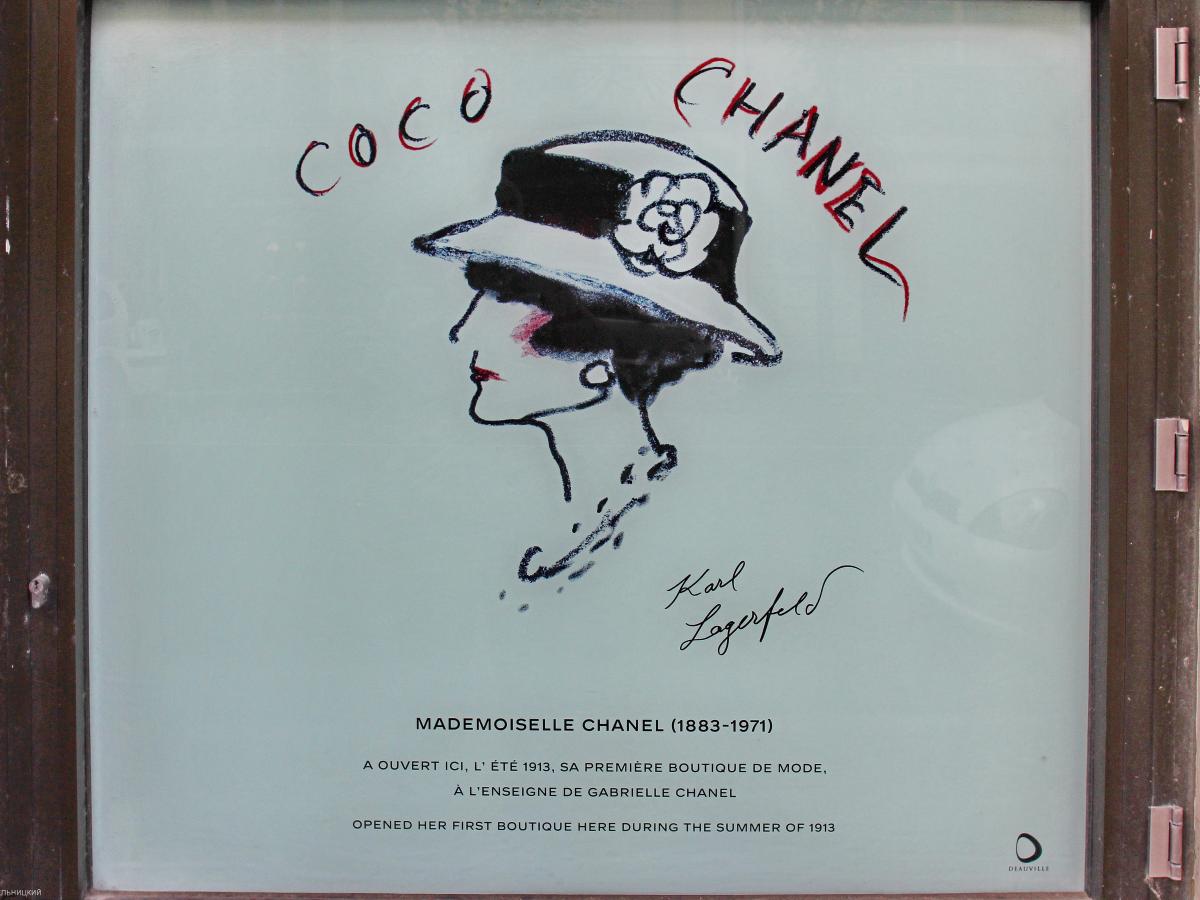 COCO CHANEL
Karl
Lagerfeld
MADEMOISELLE CHANEL (1883-1971)
A OUVERT ICI, L' ÉTÉ 1913, SA PREMIÈRE BOUTIQUE DE MODE,
À L'ENSEIGNE DE GABRIELLE CHANEL
OPENED HER FIRST BOUTIQUE HERE DURING THE SUMMER OF 1913
DEAUVILLE